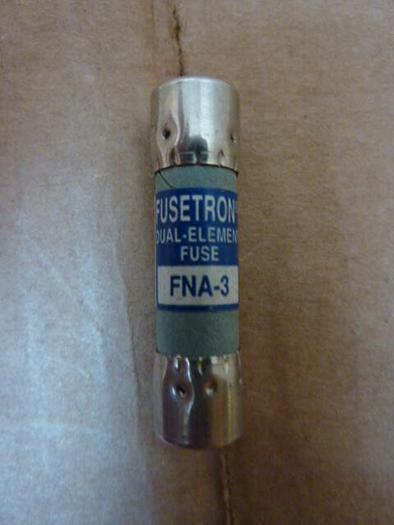 FUSETRON
DUAL-ELEMENT
FUSE
FNA-3